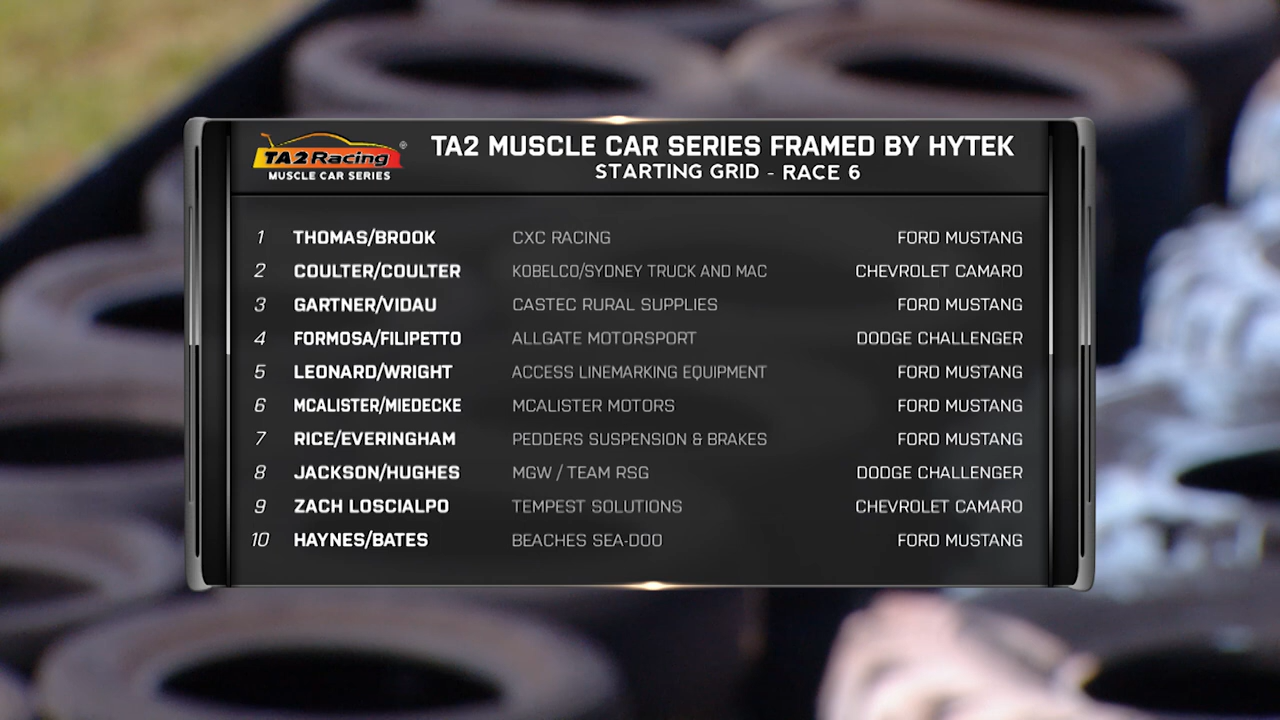 TA2 Racing®
MUSCLE CAR SERIES
TA2 MUSCLE CAR SERIES FRAMED BY HYTEK
STARTING GRID - RACE 6
1 THOMAS/BROOK CXC RACING FORD MUSTANG
2 COULTER/COULTER KOBELCO/SYDNEY TRUCK AND MAC CHEVROLET CAMARO
3 GARTNER/VIDAU CASTEC RURAL SUPPLIES FORD MUSTANG
4 FORMOSA/FILIPETTO ALLGATE MOTORSPORT DODGE CHALLENGER
5 LEONARD/WRIGHT ACCESS LINEMARKING EQUIPMENT FORD MUSTANG
6 MCALISTER/MIEDECKE MCALISTER MOTORS FORD MUSTANG
7 RICE/EVERINGHAM PEDDERS SUSPENSION & BRAKES FORD MUSTANG
8 JACKSON/HUGHES MGW / TEAM RSG DODGE CHALLENGER
9 ZACH LOSCIALPO TEMPEST SOLUTIONS CHEVROLET CAMARO
10 HAYNES/BATES BEACHES SEA-DOO FORD MUSTANG